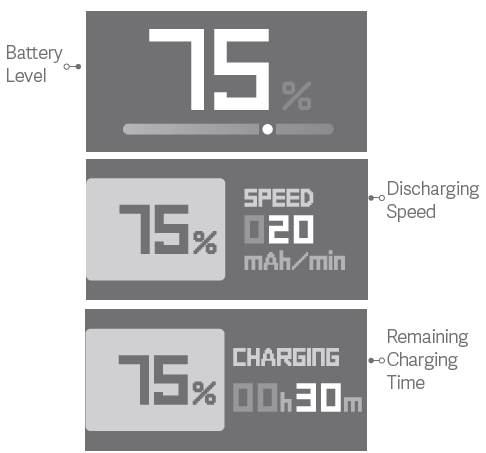 Battery
Level
75 %
75%
SPEED
020
mAh/min
Discharging
Speed
75%
CHARGING
00h30m
Remaining
Charging
Time